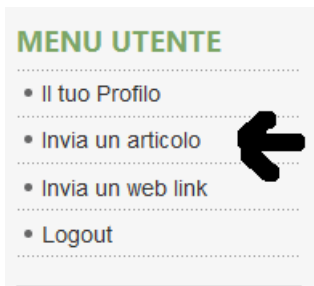 MENU UTENTE
Il tuo Profilo
Invia un articolo
Invia un web link
Logout